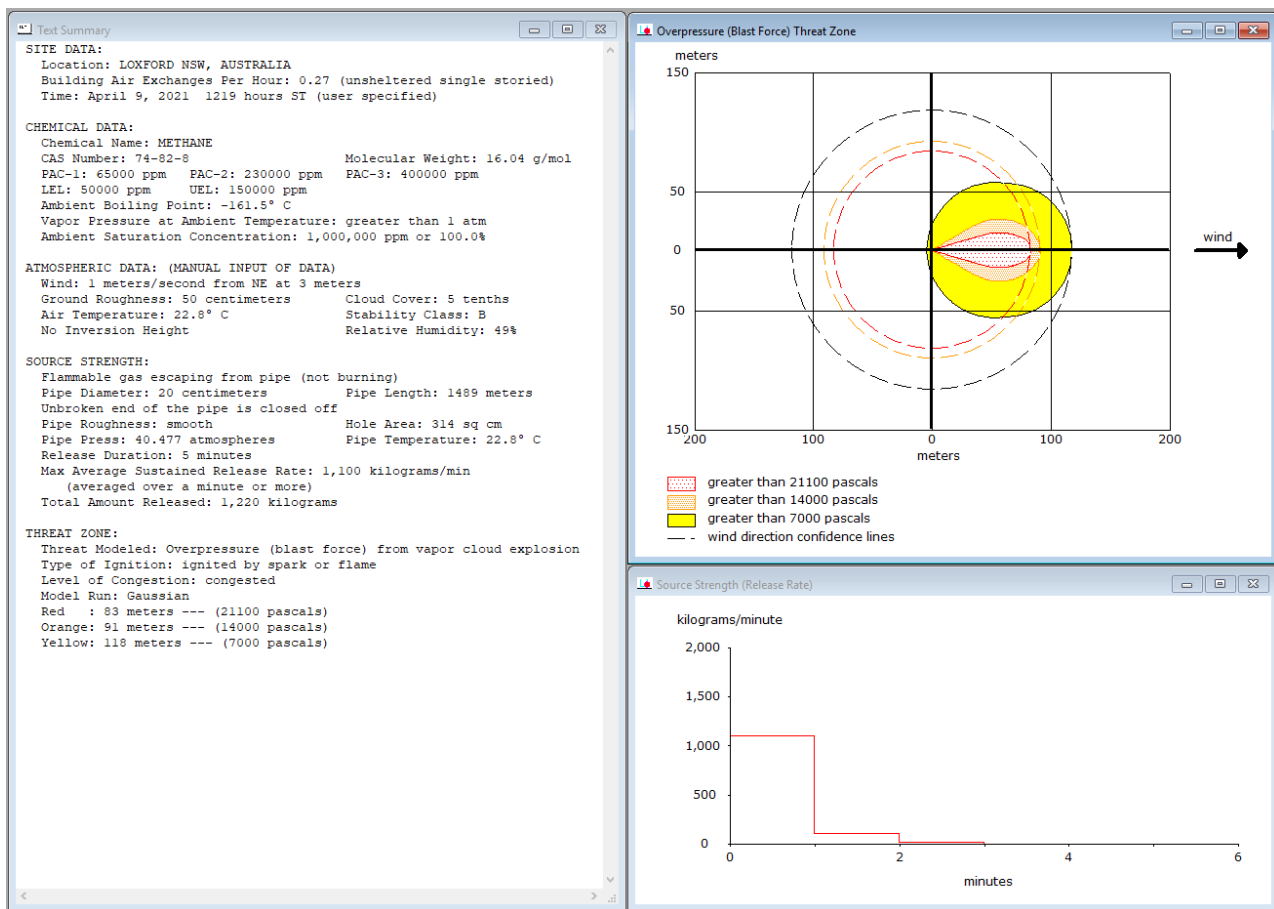 Text Summary
SITE DATA:
Location: LOXFORD NSW, AUSTRALIA
Building Air Exchanges Per Hour: 0.27 (unsheltered single storied)
Time: April 9, 2021 1219 hours ST (user specified)
CHEMICAL DATA:
Chemical Name: METHANE
CAS Number: 74-82-8 Molecular Weight: 16.04 g/mol
PAC-1: 65000 ppm PAC-2: 230000 ppm PAC-3: 400000 ppm
LEL: 50000 ppm UEL: 150000 ppm
Ambient Boiling Point: -161.5° C
Vapor Pressure at Ambient Temperature: greater than 1 atm
Ambient Saturation Concentration: 1,000,000 ppm or 100.0%
ATMOSPHERIC DATA: (MANUAL INPUT OF DATA)
Wind: 1 meters/second from NE at 3 meters
Ground Roughness: 50 centimeters Cloud Cover: 5 tenths
Air Temperature: 22.8° C Stability Class: B
No Inversion Height Relative Humidity: 49%
SOURCE STRENGTH:
Flammable gas escaping from pipe (not burning)
Pipe Diameter: 20 centimeters Pipe Length: 1489 meters
Unbroken end of the pipe is closed off
Pipe Roughness: smooth Hole Area: 314 sq cm
Pipe Press: 40.477 atmospheres Pipe Temperature: 22.8° C
Release Duration: 5 minutes
Max Average Sustained Release Rate: 1,100 kilograms/min
(averaged over a minute or more)
Total Amount Released: 1,220 kilograms
THREAT ZONE:
Threat Modeled: Overpressure (blast force) from vapor cloud explosion
Type of Ignition: ignited by spark or flame
Level of Congestion: congested
Model Run: Gaussian
Red : 83 meters --- (21100 pascals)
Orange: 91 meters --- (14000 pascals)
Yellow: 118 meters --- (7000 pascals)
Overpressure (Blast Force) Threat Zone
meters
150
50
0
50
150
200 100 0 100 200
meters
wind
greater than 21100 pascals
greater than 14000 pascals
greater than 7000 pascals
wind direction confidence lines
Source Strength (Release Rate)
kilograms/minute
2,000
1,500
1,000
500
0
0 2 4 6
minutes